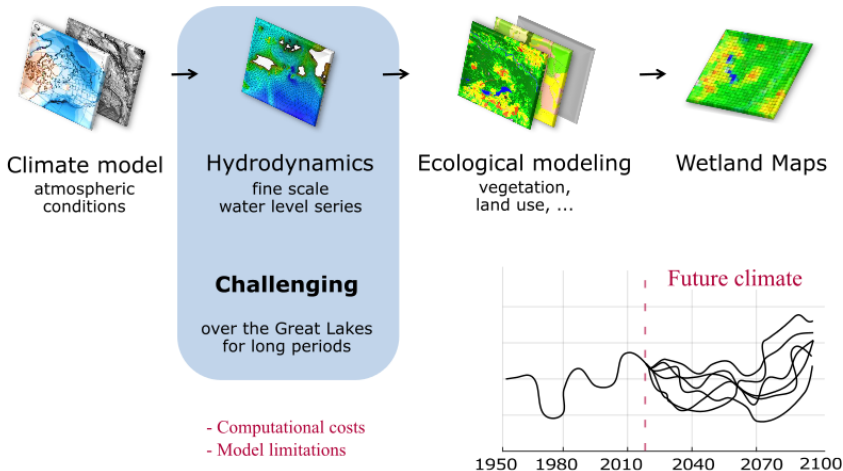 Climate model
atmospheric
conditions
Hydrodynamics
fine scale
water level series
Ecological modeling
vegetation,
land use, ...
Wetland Maps
Challenging
over the Great Lakes
for long periods
- Computational costs
- Model limitations
Future climate
1950 1980 2010 2040 2070 2100